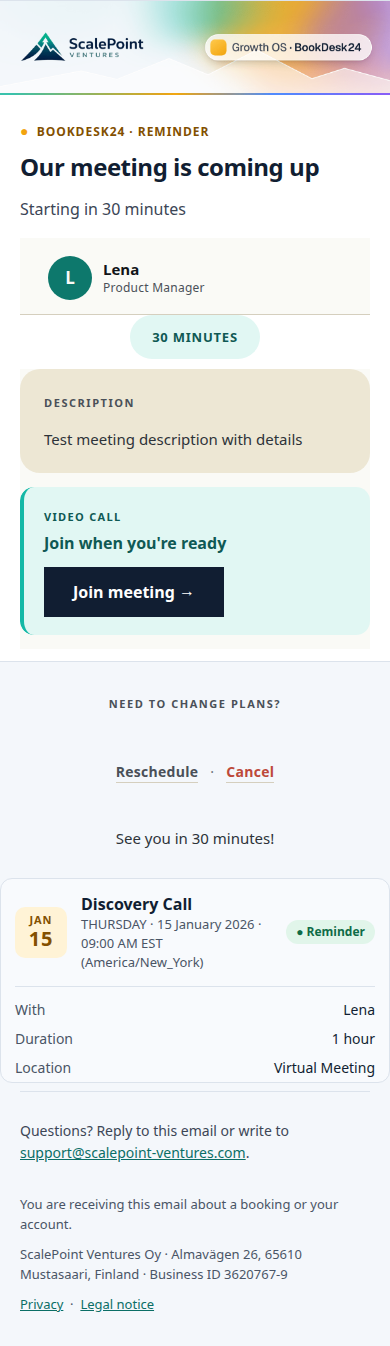 ScalePoint
VENTURES
Growth OS · BookDesk24
BOOKDESK24 · REMINDER
Our meeting is coming up
Starting in 30 minutes
L
Lena
Product Manager
30 MINUTES
DESCRIPTION
Test meeting description with details
VIDEO CALL
Join when you're ready
Join meeting →
NEED TO CHANGE PLANS?
Reschedule · Cancel
See you in 30 minutes!
JAN
15
Discovery Call
THURSDAY · 15 January 2026 ·
09:00 AM EST
(America/New_York)
● Reminder
With Lena
Duration 1 hour
Location Virtual Meeting
Questions? Reply to this email or write to
support@scalepoint-ventures.com.
You are receiving this email about a booking or your
account.
ScalePoint Ventures Oy · Almavägen 26, 65610
Mustasaari, Finland · Business ID 3620767-9
Privacy · Legal notice